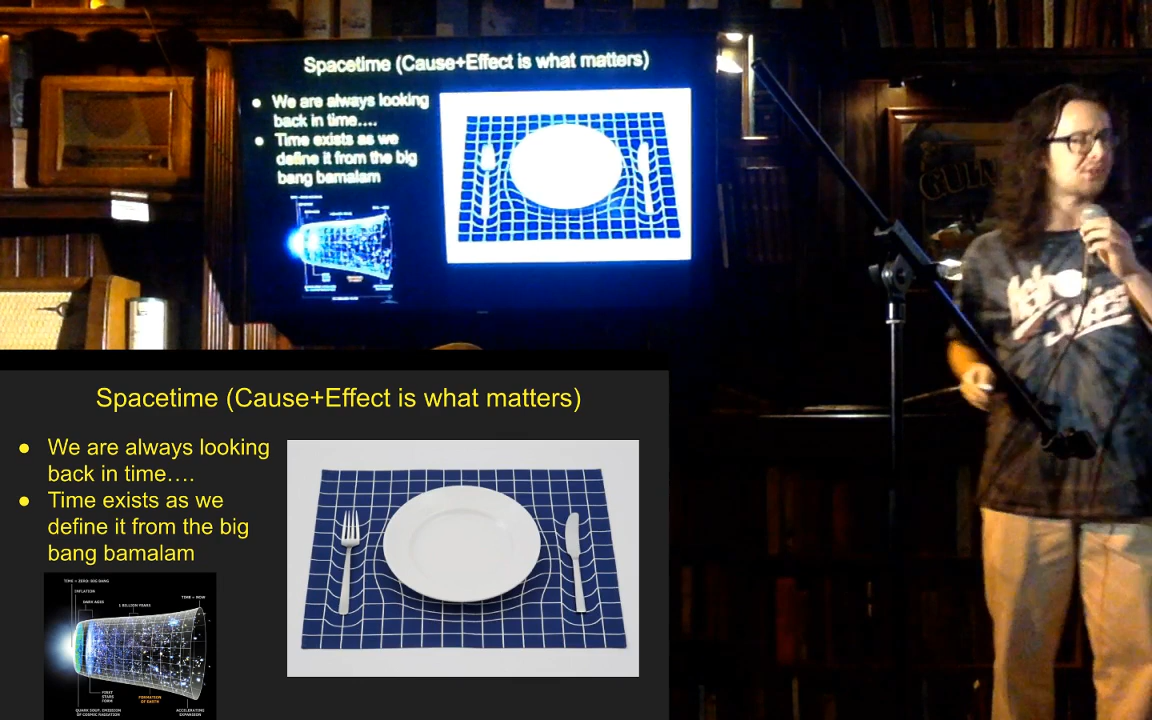 Spacetime (Cause+Effect is what matters)
● We are always looking
back in time….
● Time exists as we
define it from the big
bang bamalam
GUIN
Spacetime (Cause+Effect is what matters)
● We are always looking
back in time….
● Time exists as we
define it from the big
bang bamalam
TIME = ZERO: BIG BANG
INFLATION
DARK AGES
1 BILLION YEARS
TIME = NOW
FIRST
STARS
FORM
FORMATION
OF EARTH
QUARK SOUP, EMISSION
OF COSMIC RADIATION
ACCELERATING
EXPANSION